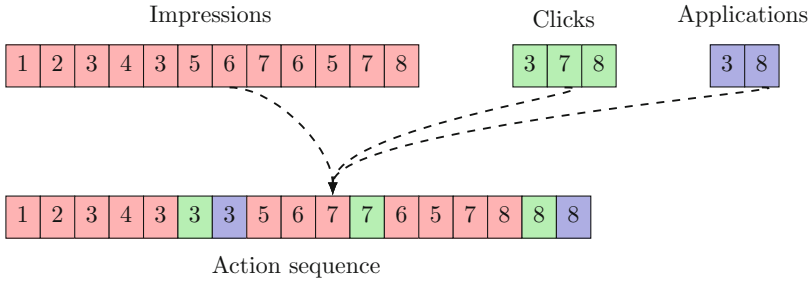 Impressions
Clicks
Applications
1 2 3 4 3 5 6 7 6 5 7 8
3 7 8
3 8
1 2 3 4 3 3 3 5 6 7 7 6 5 7 8 8 8
Action sequence